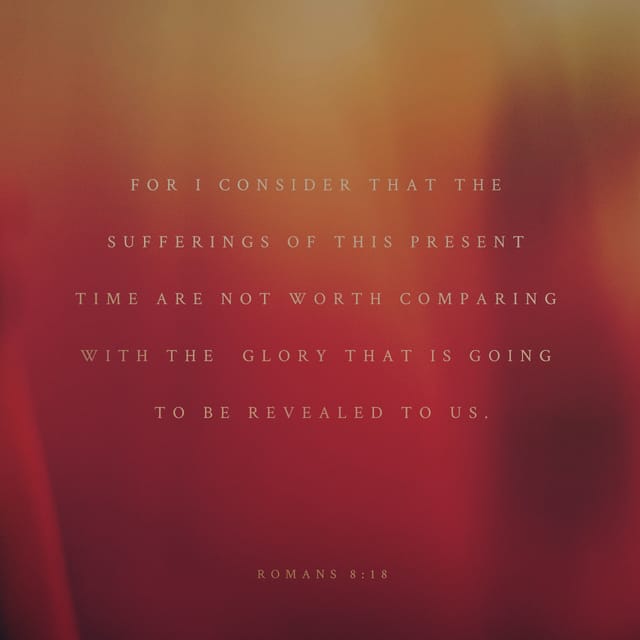 FOR I CONSIDER THAT THE
SUFFERINGS OF THIS PRESENT
TIME ARE NOT WORTH COMPARING
WITH THE GLORY THAT IS GOING
TO BE REVEALED TO US.
ROMANS 8:18